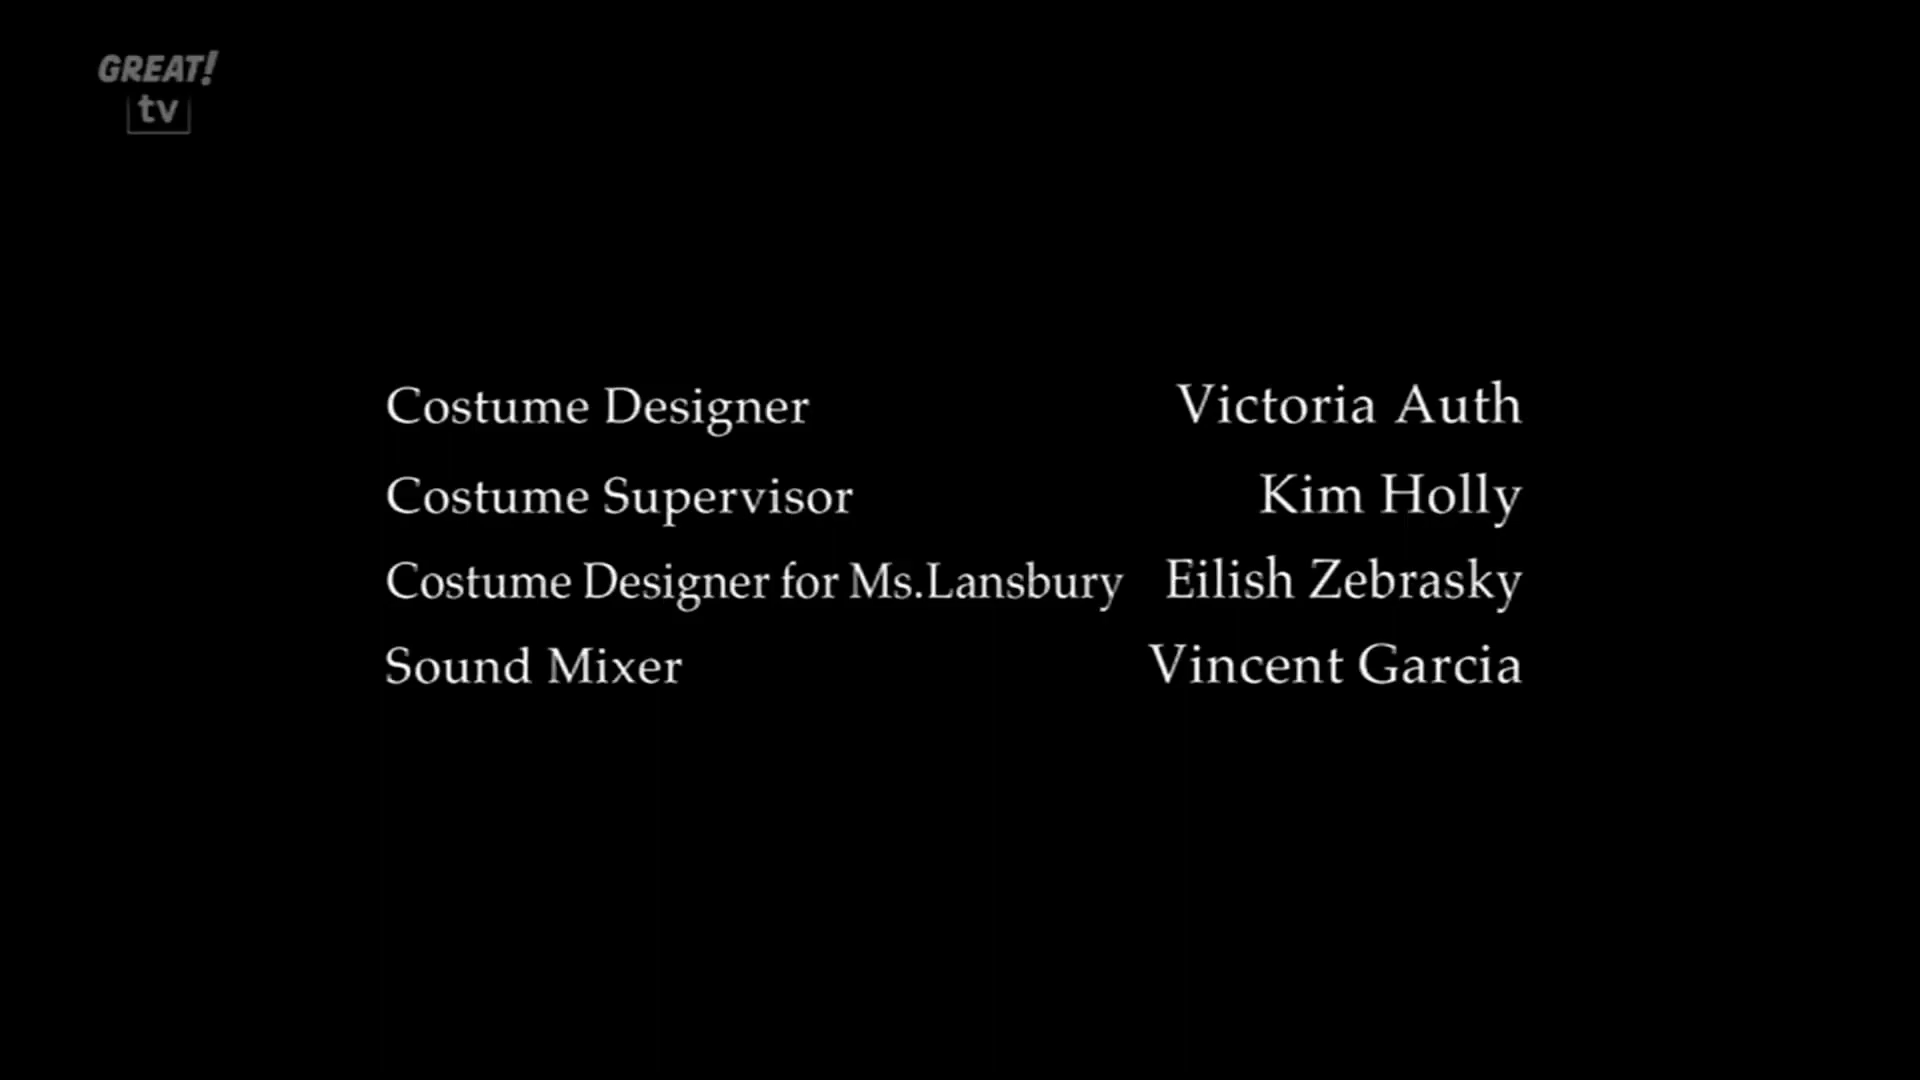 GREAT!
tv
Costume Designer Victoria Auth
Costume Supervisor Kim Holly
Costume Designer for Ms.Lansbury Eilish Zebrasky
Sound Mixer Vincent Garcia